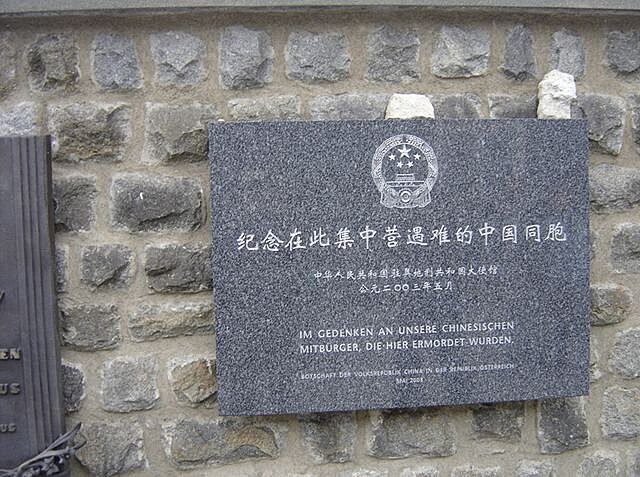 纪念在此集中营遇难的中国同胞
中华人民共和国驻奥地利共和国大使馆
公元二〇〇三年五月
IM GEDENKEN AN UNSERE CHINESISCHEN
MITBÜRGER, DIE HIER ERMORDET WURDEN.
BOTSCHAFT DER VOLKSREPUBLIK CHINA IN DER REPUBLIK ÖSTERREICH
MAI 2003